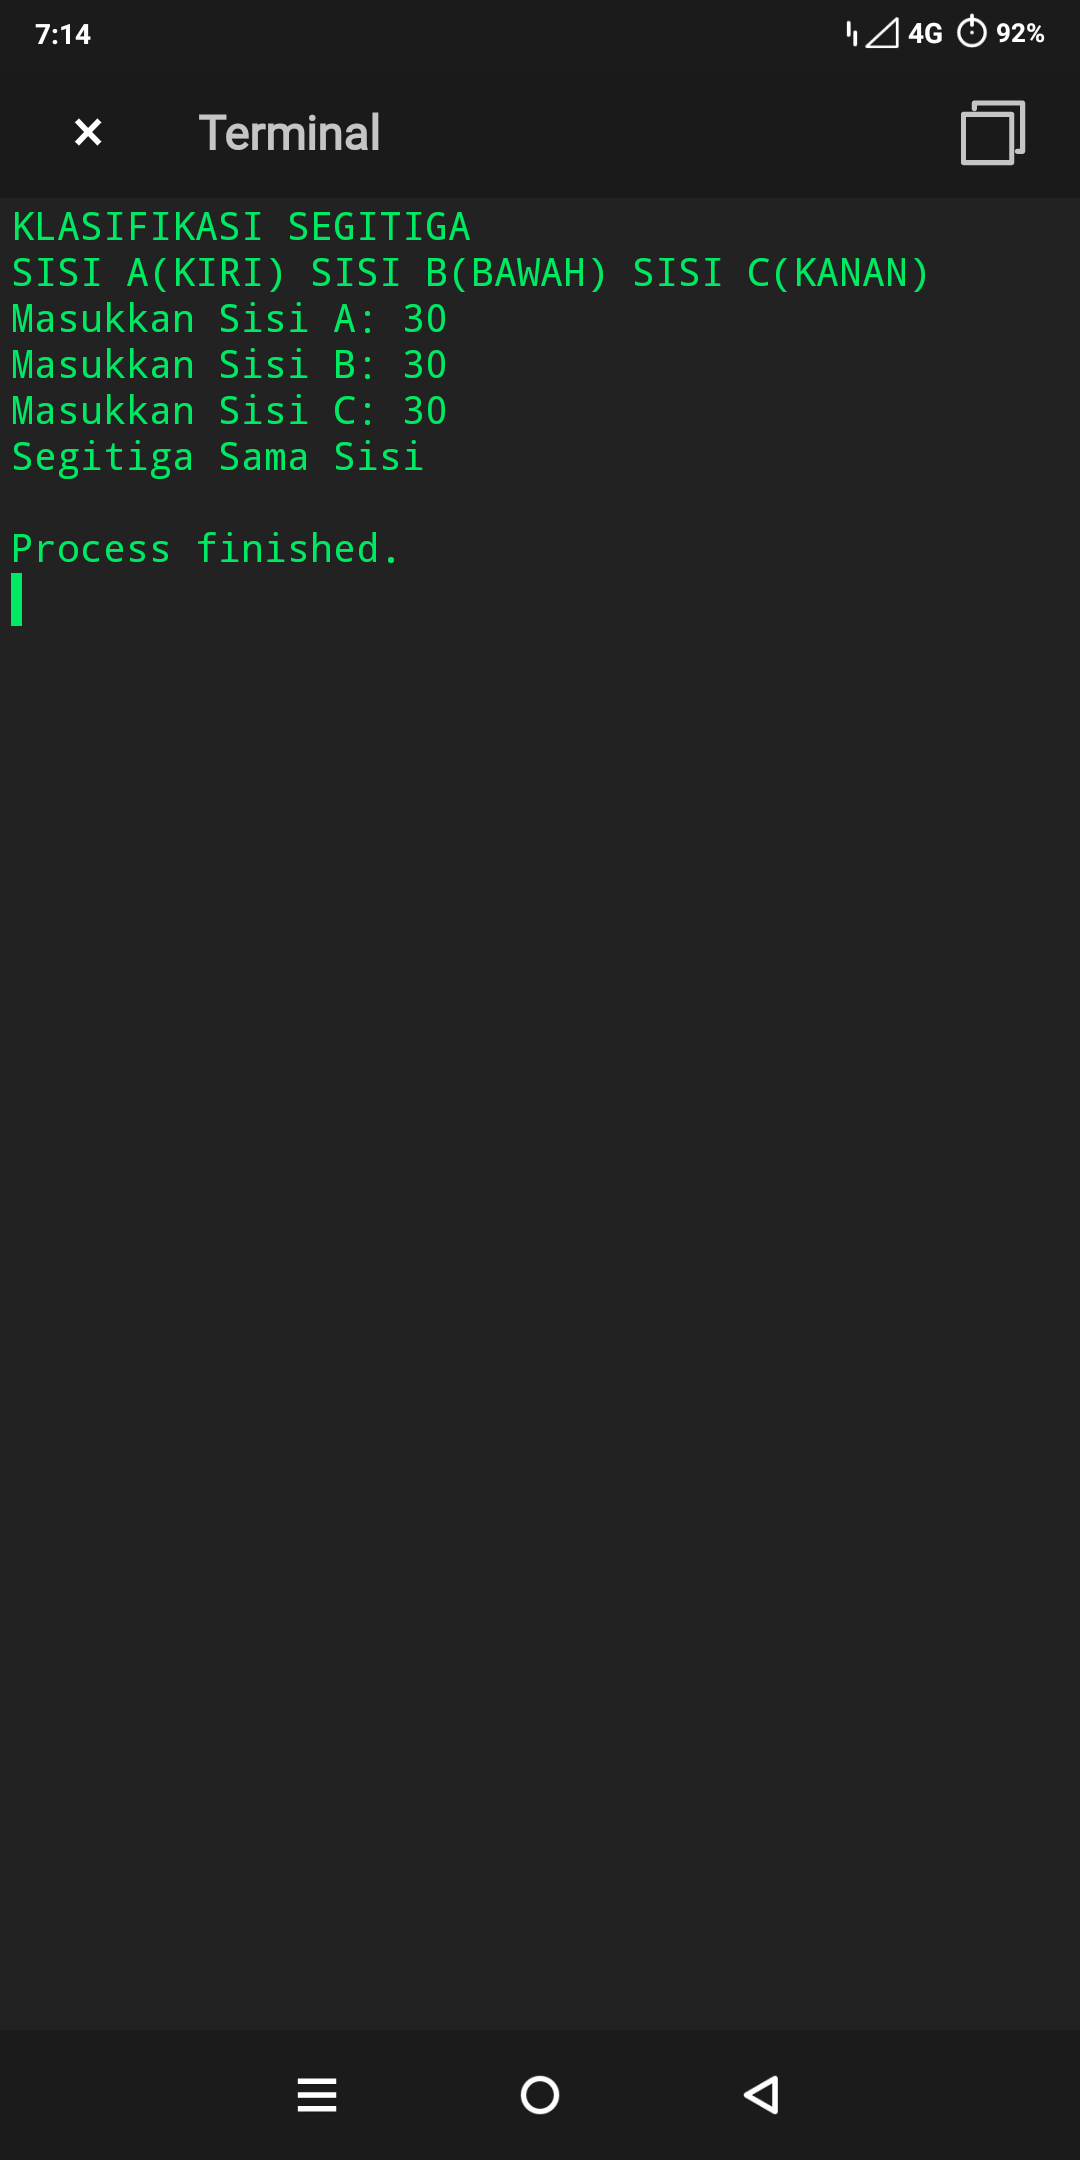 7:14 4G 92%
Terminal
KLASIFIKASI SEGITIGA
SISI A(KIRI) SISI B(BAWAH) SISI C(KANAN)
Masukkan Sisi A: 30
Masukkan Sisi B: 30
Masukkan Sisi C: 30
Segitiga Sama Sisi
Process finished.